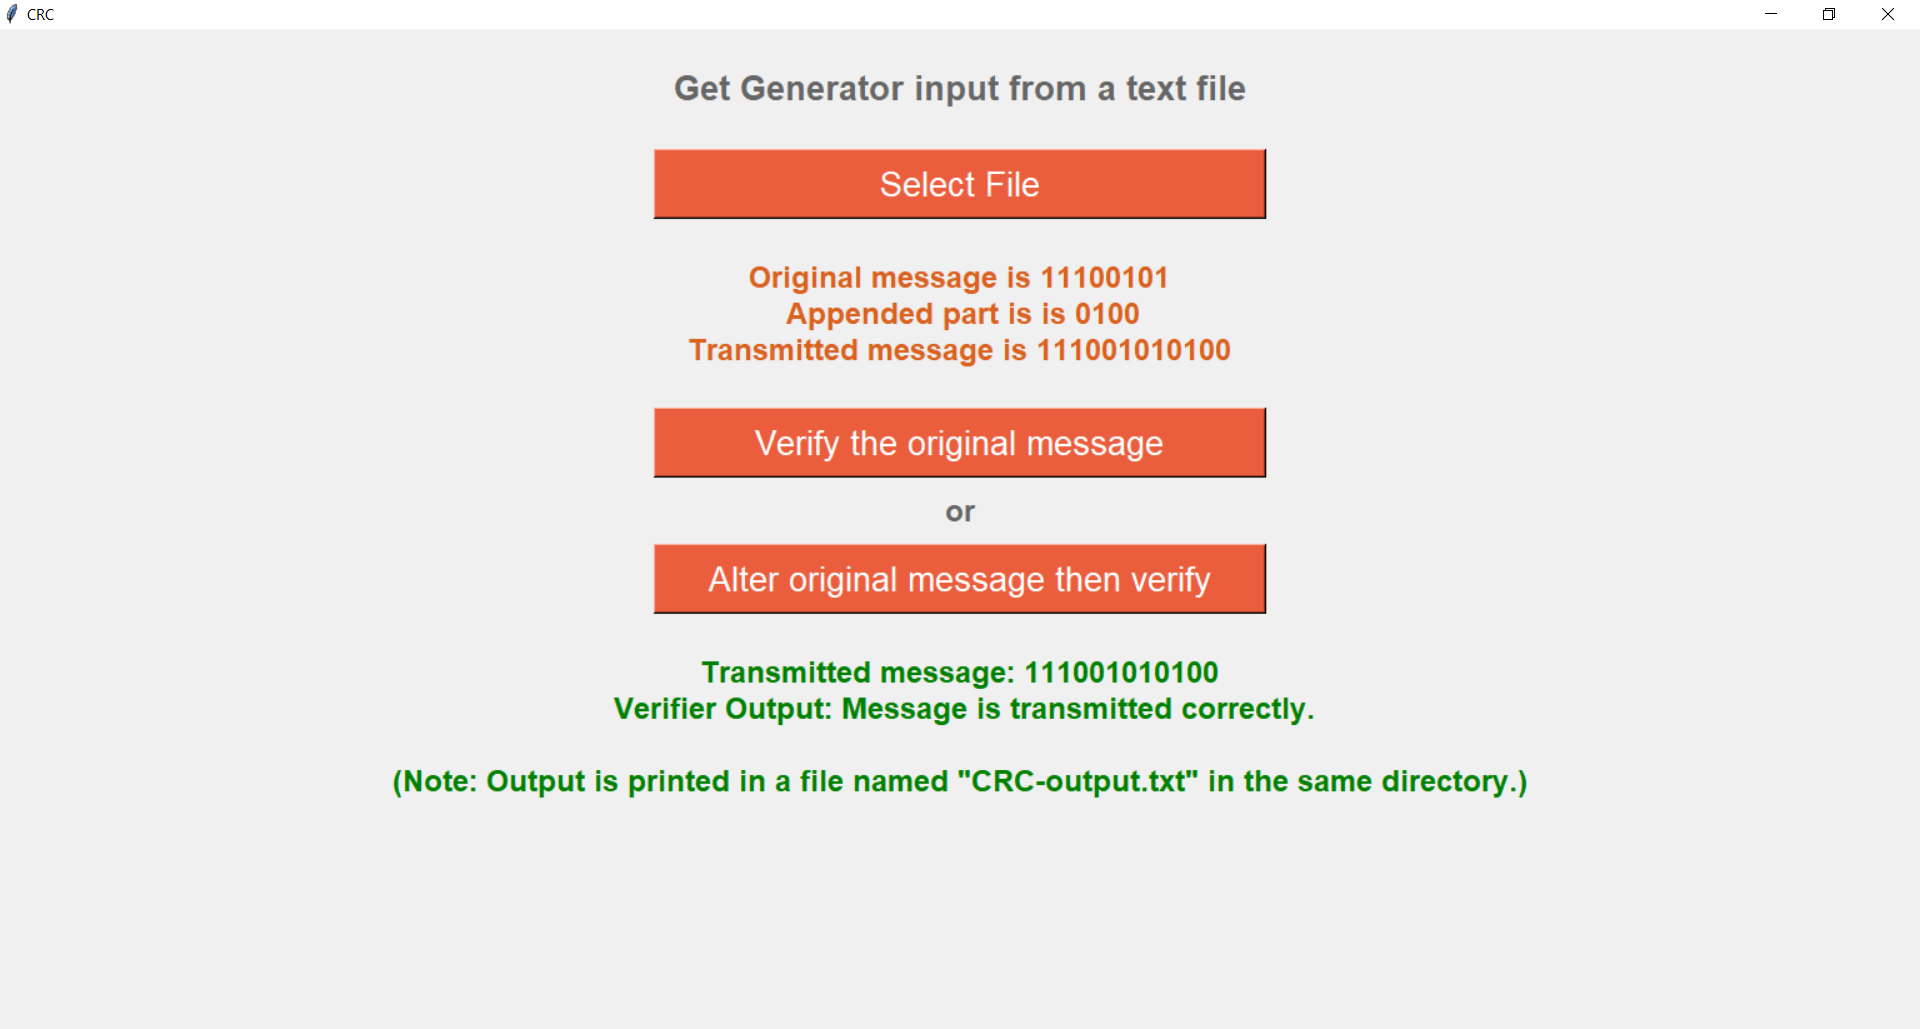 CRC
Get Generator input from a text file
Select File
Original message is 11100101
Appended part is is 0100
Transmitted message is 111001010100
Verify the original message
or
Alter original message then verify
Transmitted message: 111001010100
Verifier Output: Message is transmitted correctly.
(Note: Output is printed in a file named "CRC-output.txt" in the same directory.)